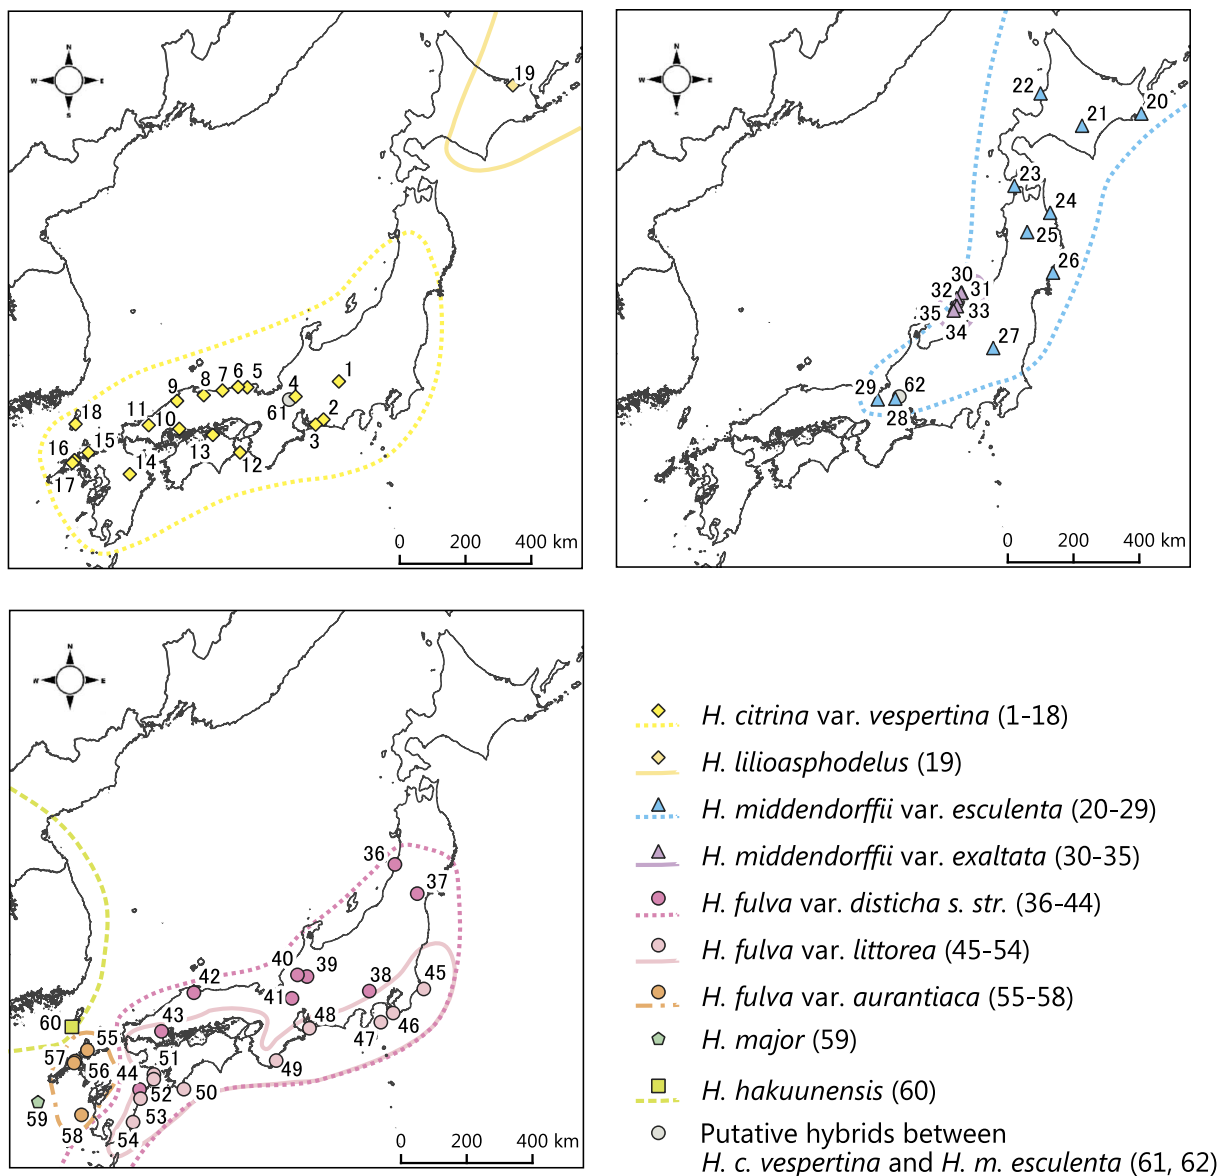 N
W E
S
19
1
2
3
4
5
6
7
8
9
10
11
12
13
14
15
16
17
18
61
0 200 400 km
N
W E
S
20
21
22
23
24
25
26
27
28
29
30
31
32
33
34
35
62
0 200 400 km
N
W E
S
36
37
38
39
40
41
42
43
44
45
46
47
48
49
50
51
52
53
54
55
56
57
58
59
60
0 200 400 km
H. citrina var. vespertina (1-18)
H. lilioasphodelus (19)
H. middendorffii var. esculenta (20-29)
H. middendorffii var. exaltata (30-35)
H. fulva var. disticha s. str. (36-44)
H. fulva var. littorea (45-54)
H. fulva var. aurantiaca (55-58)
H. major (59)
H. hakuunensis (60)
Putative hybrids between
H. c. vespertina and H. m. esculenta (61, 62)